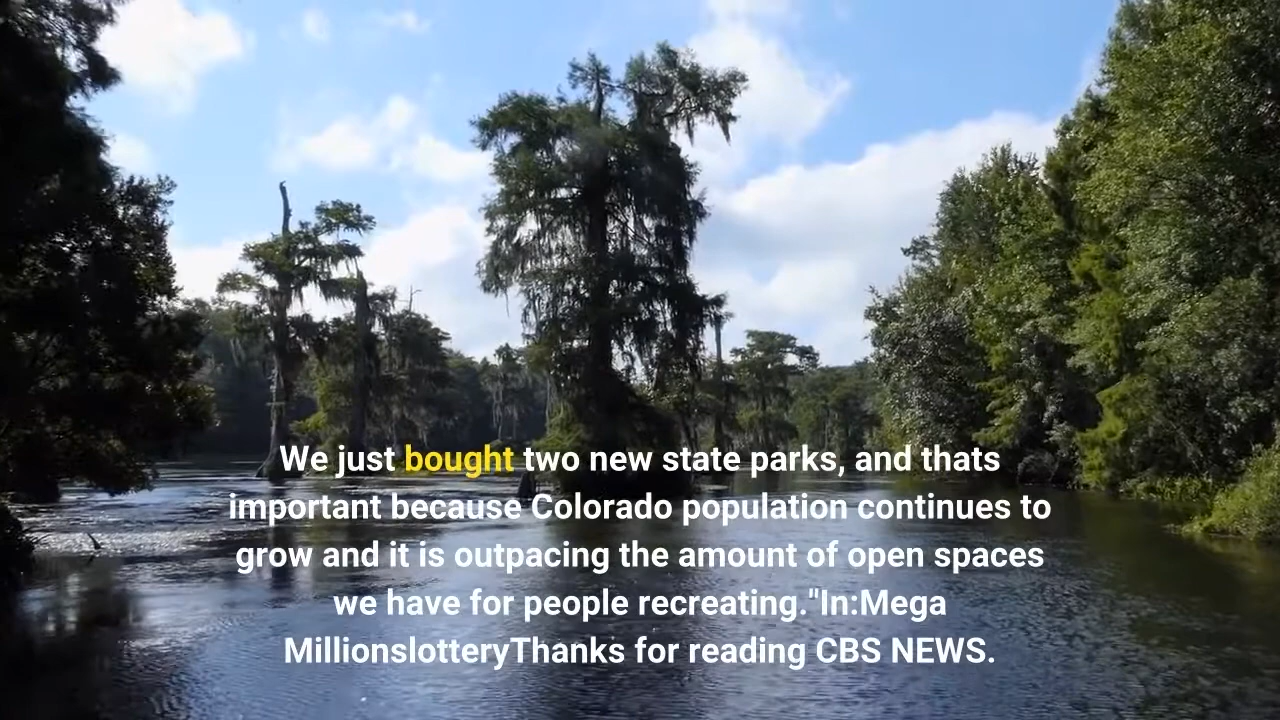 We just bought two new state parks, and thats
important because Colorado population continues to
grow and it is outpacing the amount of open spaces
we have for people recreating."In:Mega
MillionslotteryThanks for reading CBS NEWS.